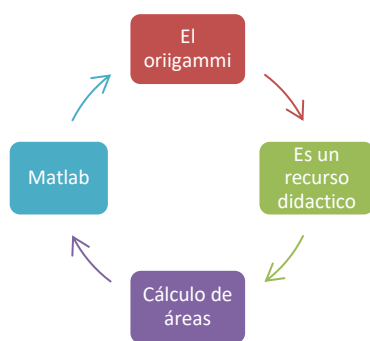 El
oriigammi
Es un
recurso
didactico
Cálculo de
áreas
Matlab